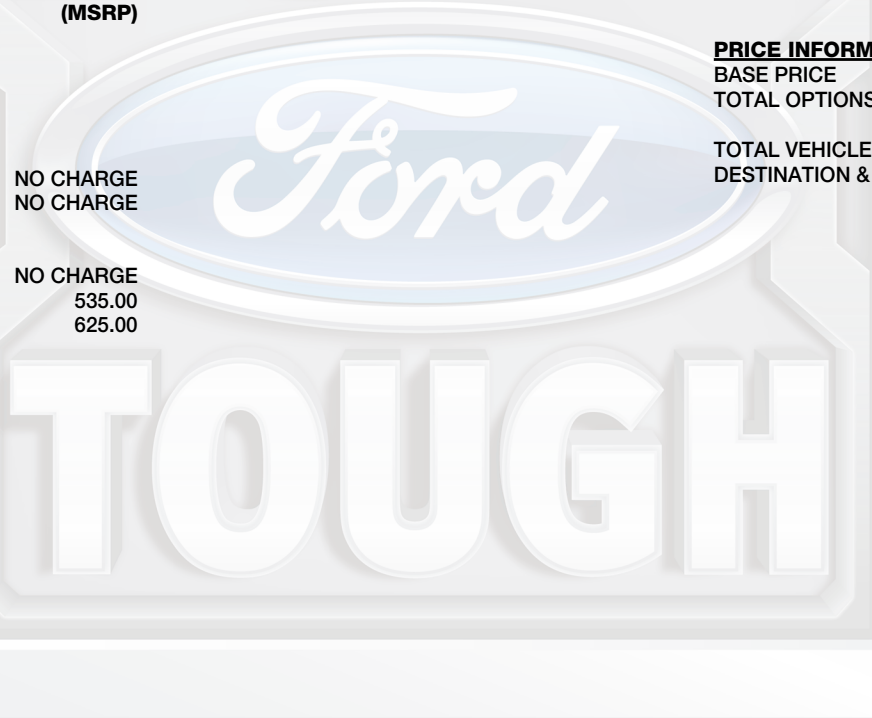 (MSRP)
NO CHARGE
NO CHARGE
NO CHARGE
535.00
625.00
PRICE INFORM
BASE PRICE
TOTAL OPTIONS
TOTAL VEHICLE
DESTINATION &
Ford
TOUGH